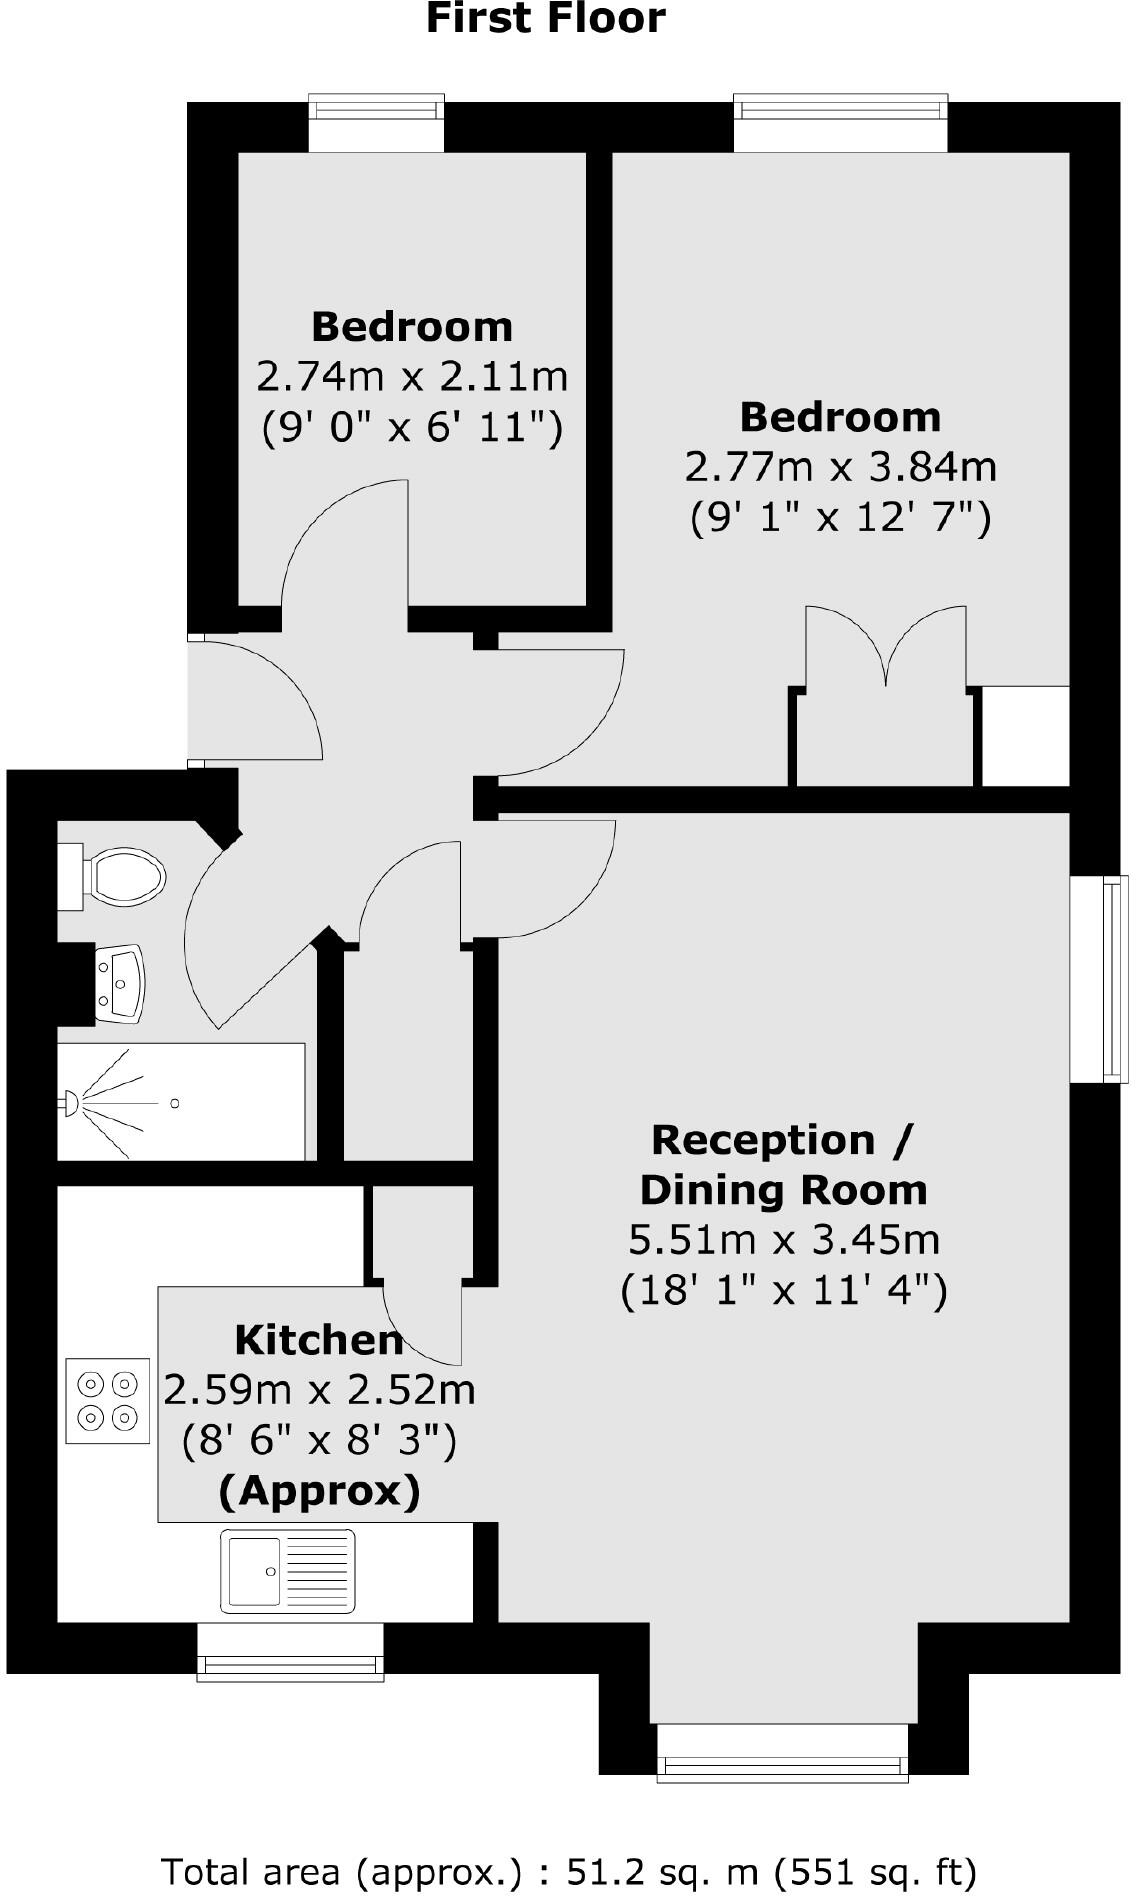 First Floor
Bedroom
2.74m x 2.11m
(9' 0" x 6' 11")
Bedroom
2.77m x 3.84m
(9' 1" x 12' 7")
Reception /
Dining Room
5.51m x 3.45m
(18' 1" x 11' 4")
Kitchen
2.59m x 2.52m
(8' 6" x 8' 3")
(Approx)
Total area (approx.) : 51.2 sq. m (551 sq. ft)